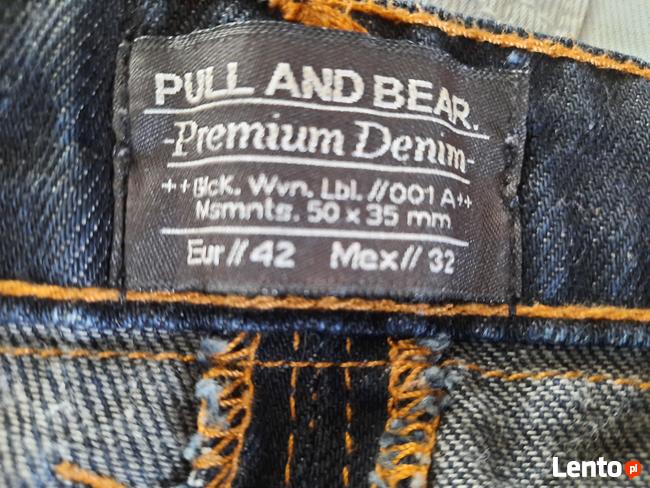 PULL AND BEAR.
-Premium Denim-
++Blck. Wvn. Lbl. //001 A++
Msmnts. 50 x 35 mm
Eur// 42 Mex// 32
Lento.pl